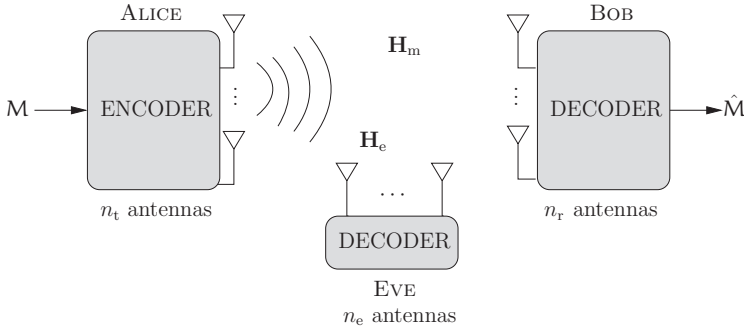 ALICE
BOB
H_m
M
ENCODER
DECODER
M̂
H_e
n_t antennas
n_r antennas
DECODER
EVE
n_e antennas